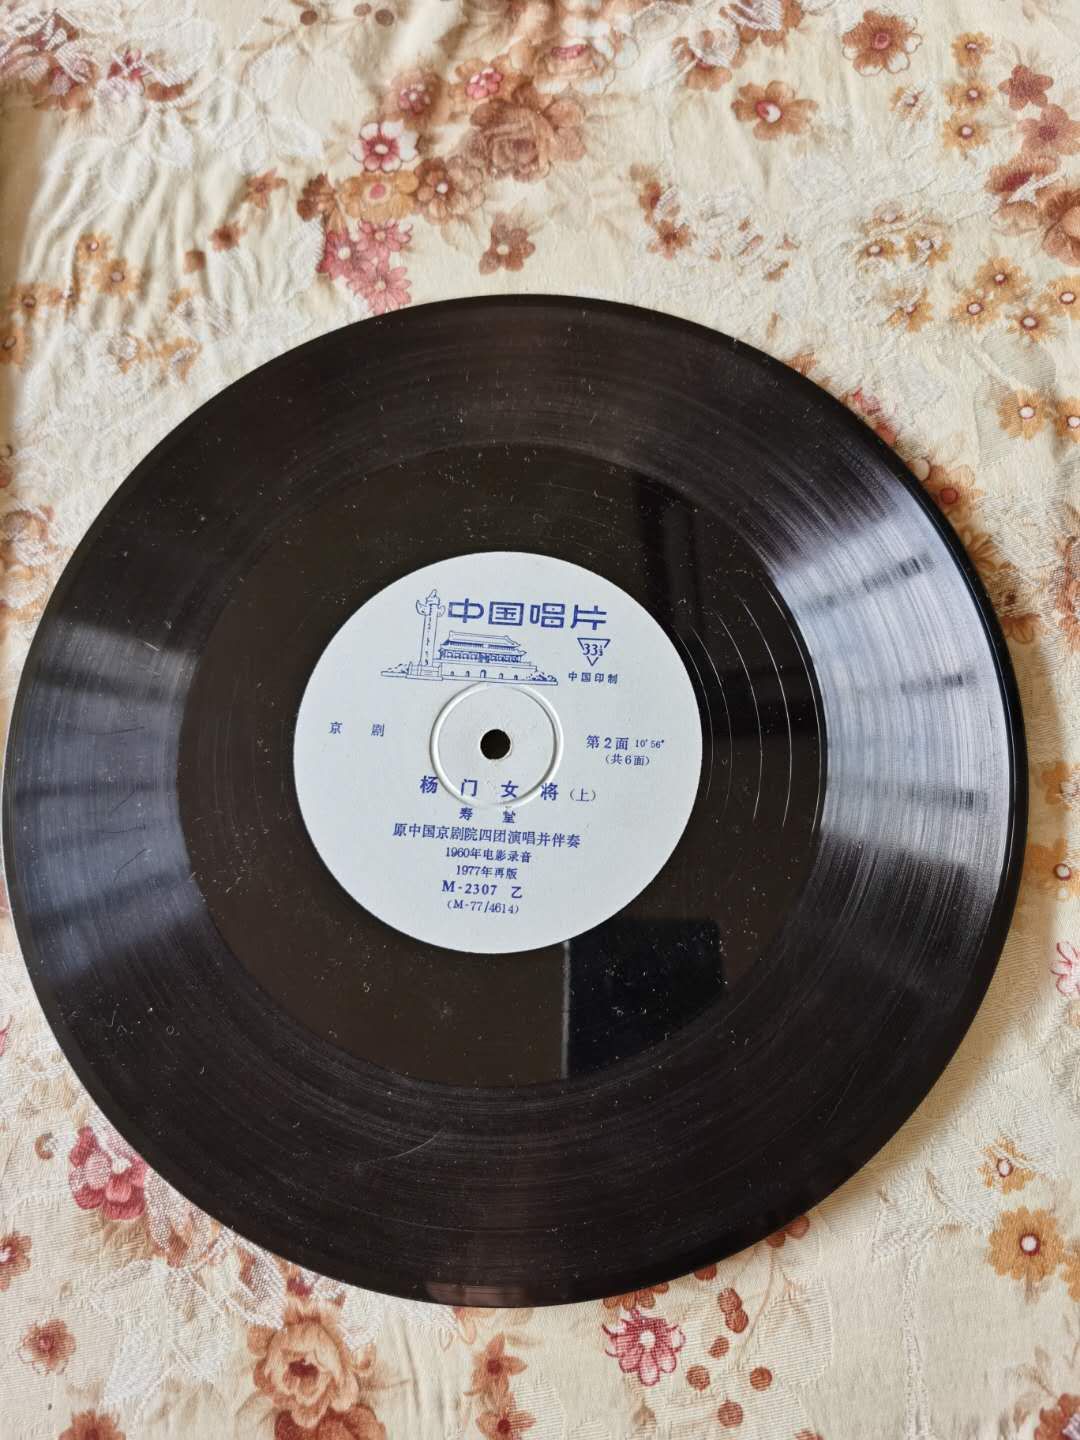 中国唱片
33⅓
中国印制
京剧
第2面 10′56″
(共6面)
杨门女将(上)
寿堂
原中国京剧院四团演唱并伴奏
1960年电影录音
1977年再版
M-2307 乙
(M-77/4614)